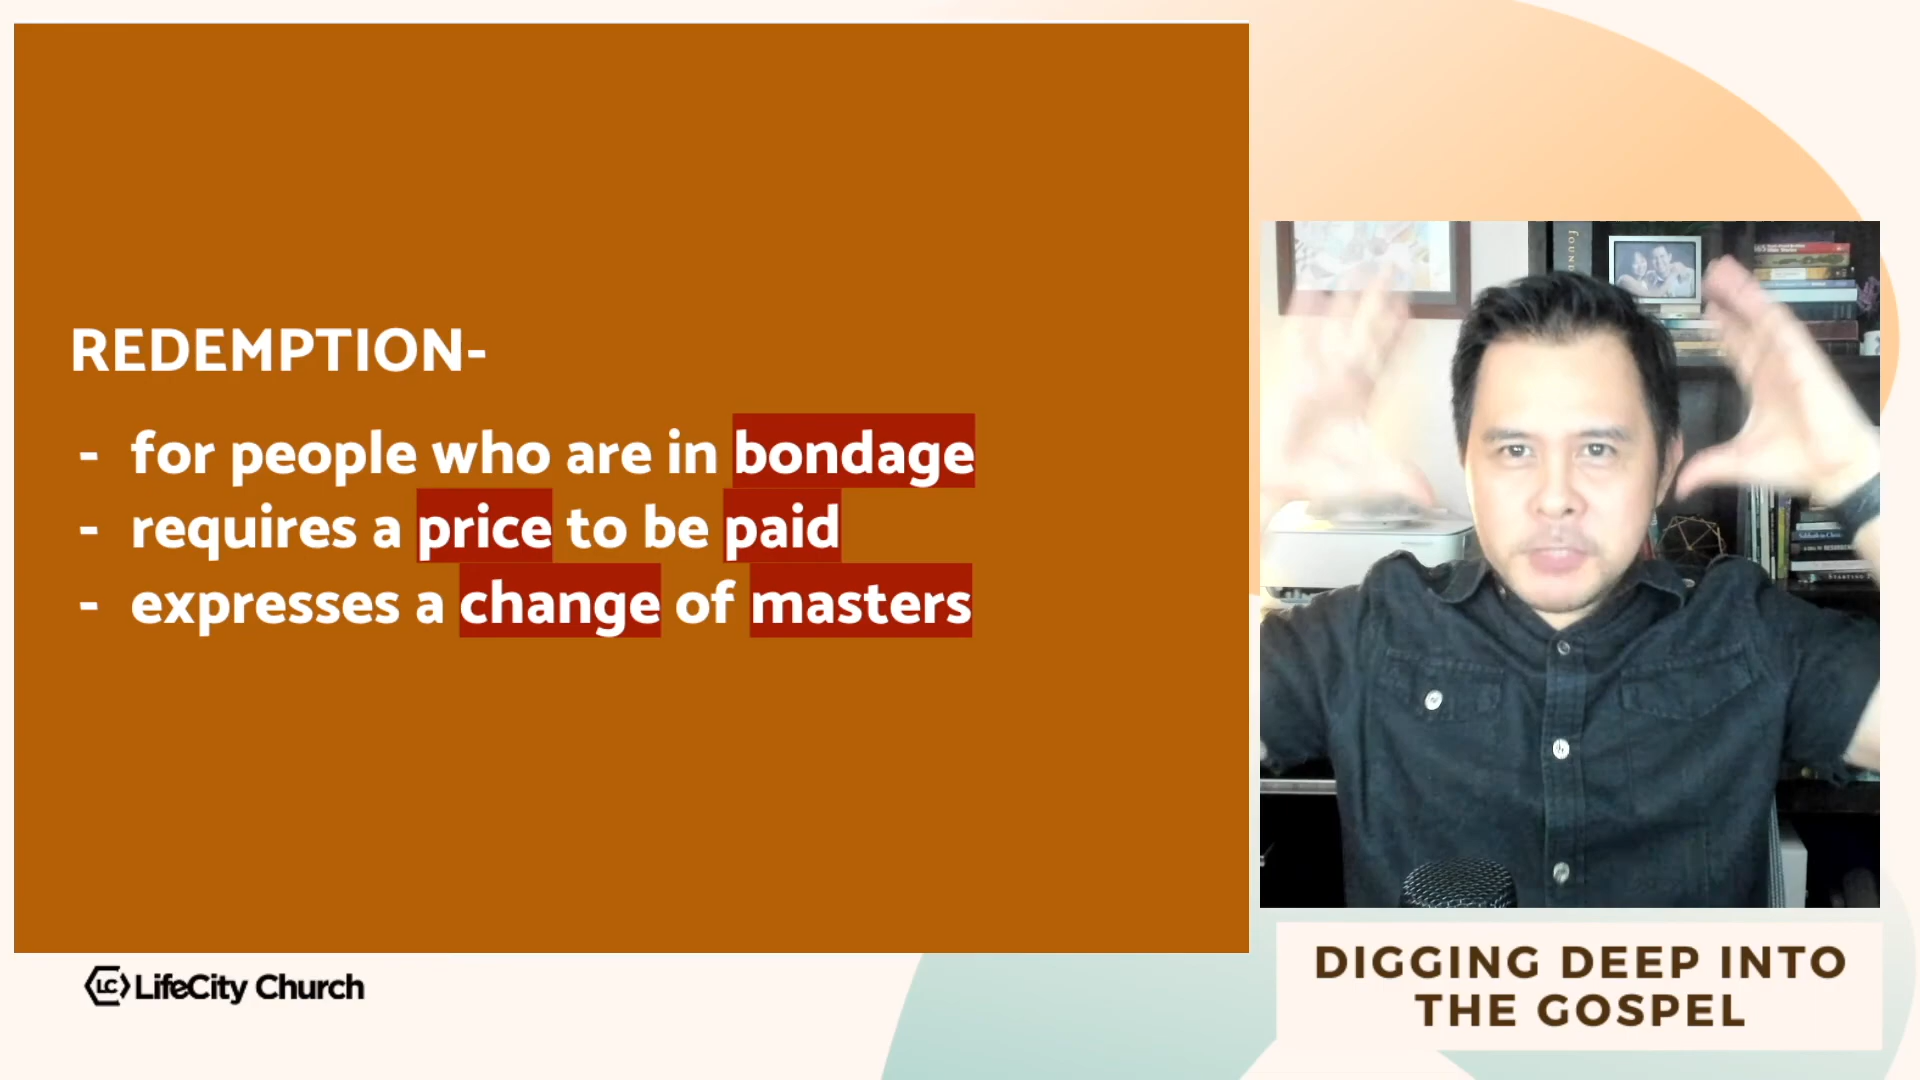 REDEMPTION-
- for people who are in bondage
- requires a price to be paid
- expresses a change of masters
LC LifeCity Church
DIGGING DEEP INTO
THE GOSPEL